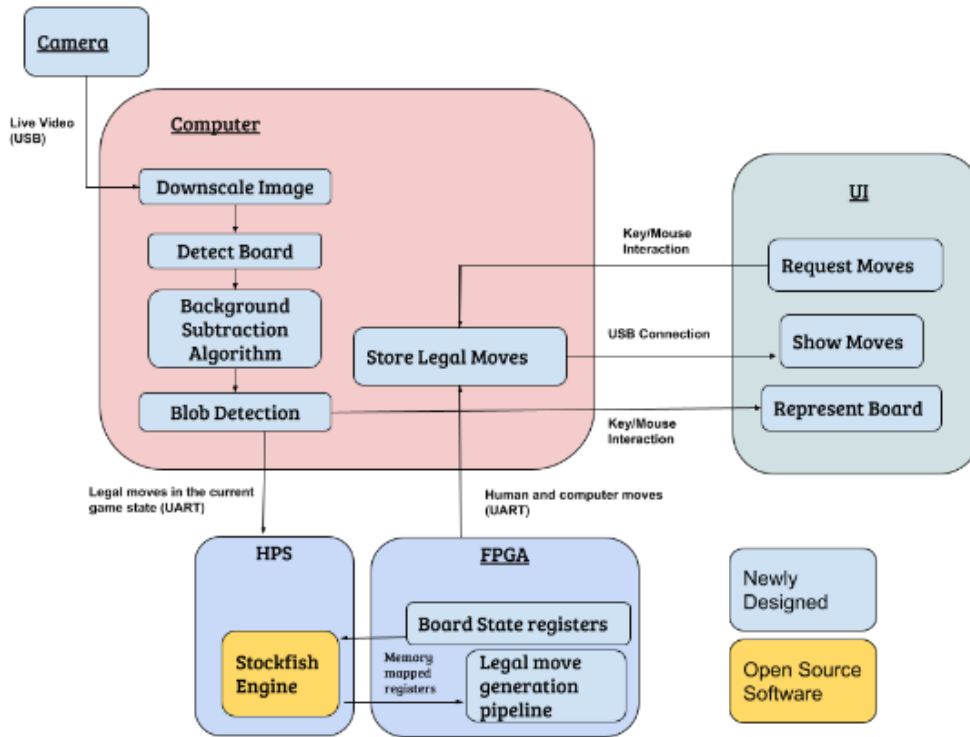 Camera
Live Video
(USB)
Computer
Downscale Image
Detect Board
Background
Subtraction
Algorithm
Blob Detection
Store Legal Moves
Key/Mouse
Interaction
USB Connection
Key/Mouse
Interaction
UI
Request Moves
Show Moves
Represent Board
Legal moves in the current
game state (UART)
Human and computer moves
(UART)
HPS
Stockfish
Engine
Memory
mapped
registers
FPGA
Board State registers
Legal move
generation
pipeline
Newly
Designed
Open Source
Software